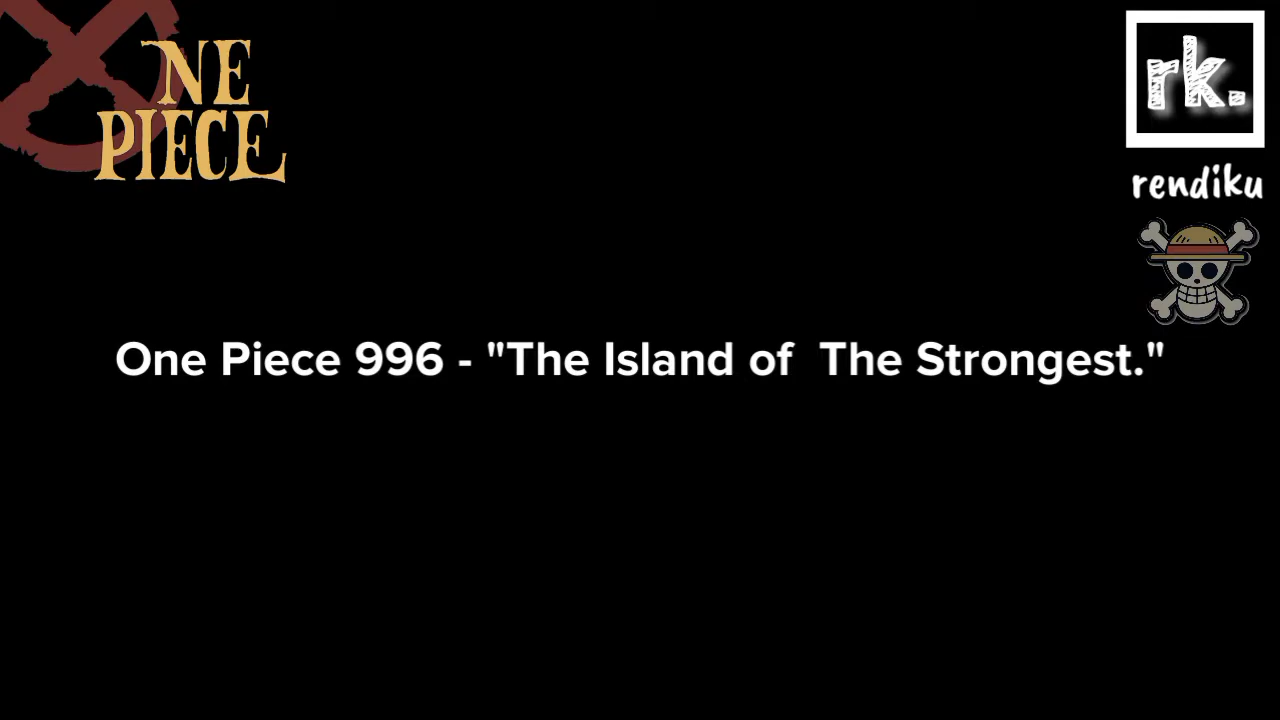 ONE
PIECE
rk.
rendiku
One Piece 996 - "The Island of  The Strongest."